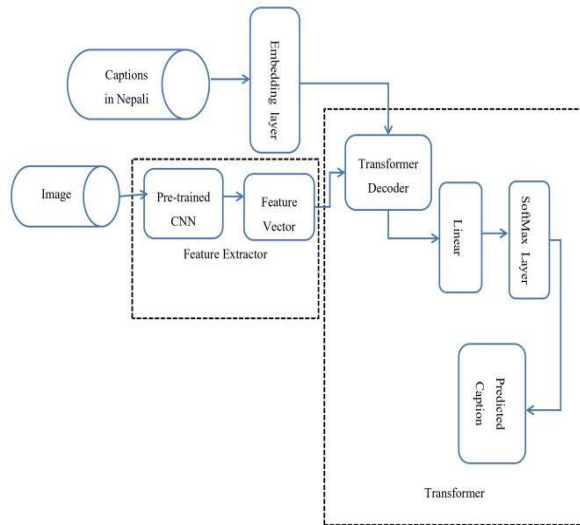 Captions
in Nepali
Embedding layer
Image
Pre-trained
CNN
Feature
Vector
Feature Extractor
Transformer
Decoder
Linear
SoftMax Layer
Predicted
Caption
Transformer